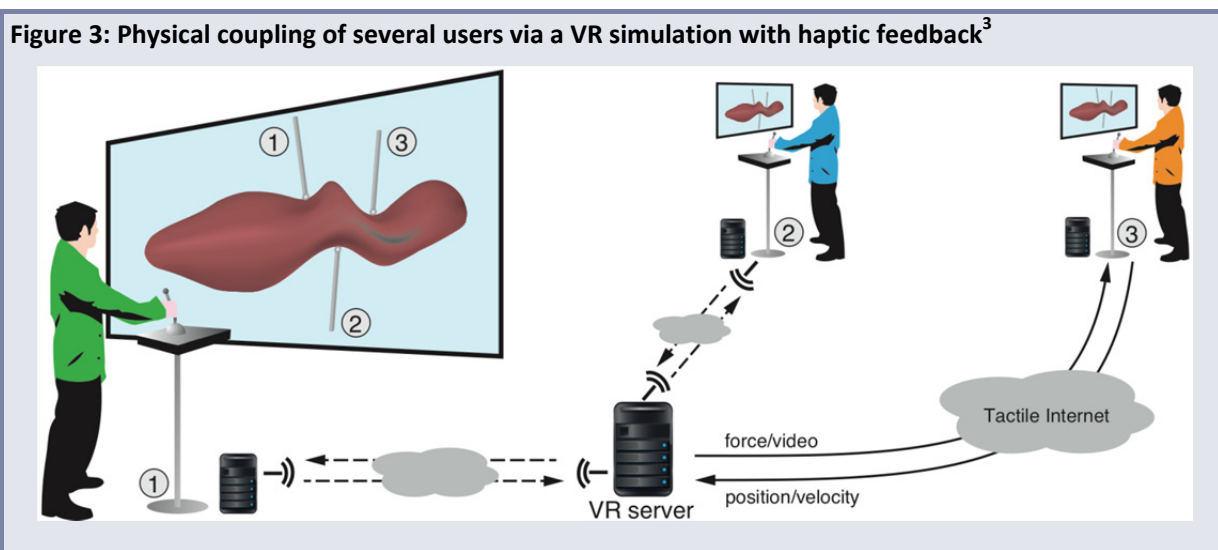 Figure 3: Physical coupling of several users via a VR simulation with haptic feedback3
1
3
2
2
3
Tactile Internet
force/video
position/velocity
1
VR server